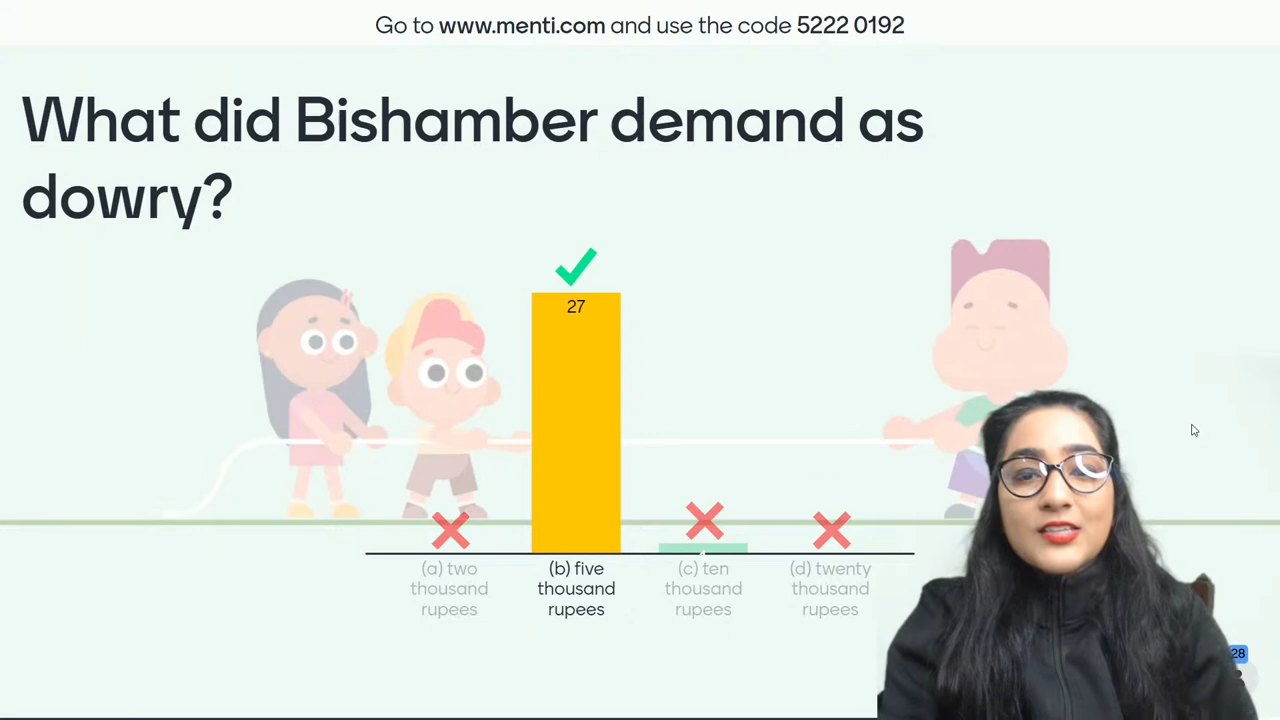 Go to www.menti.com and use the code 5222 0192
What did Bishamber demand as
dowry?
27
(a) two
thousand
rupees
(b) five
thousand
rupees
(c) ten
thousand
rupees
(d) twenty
thousand
rupees
28